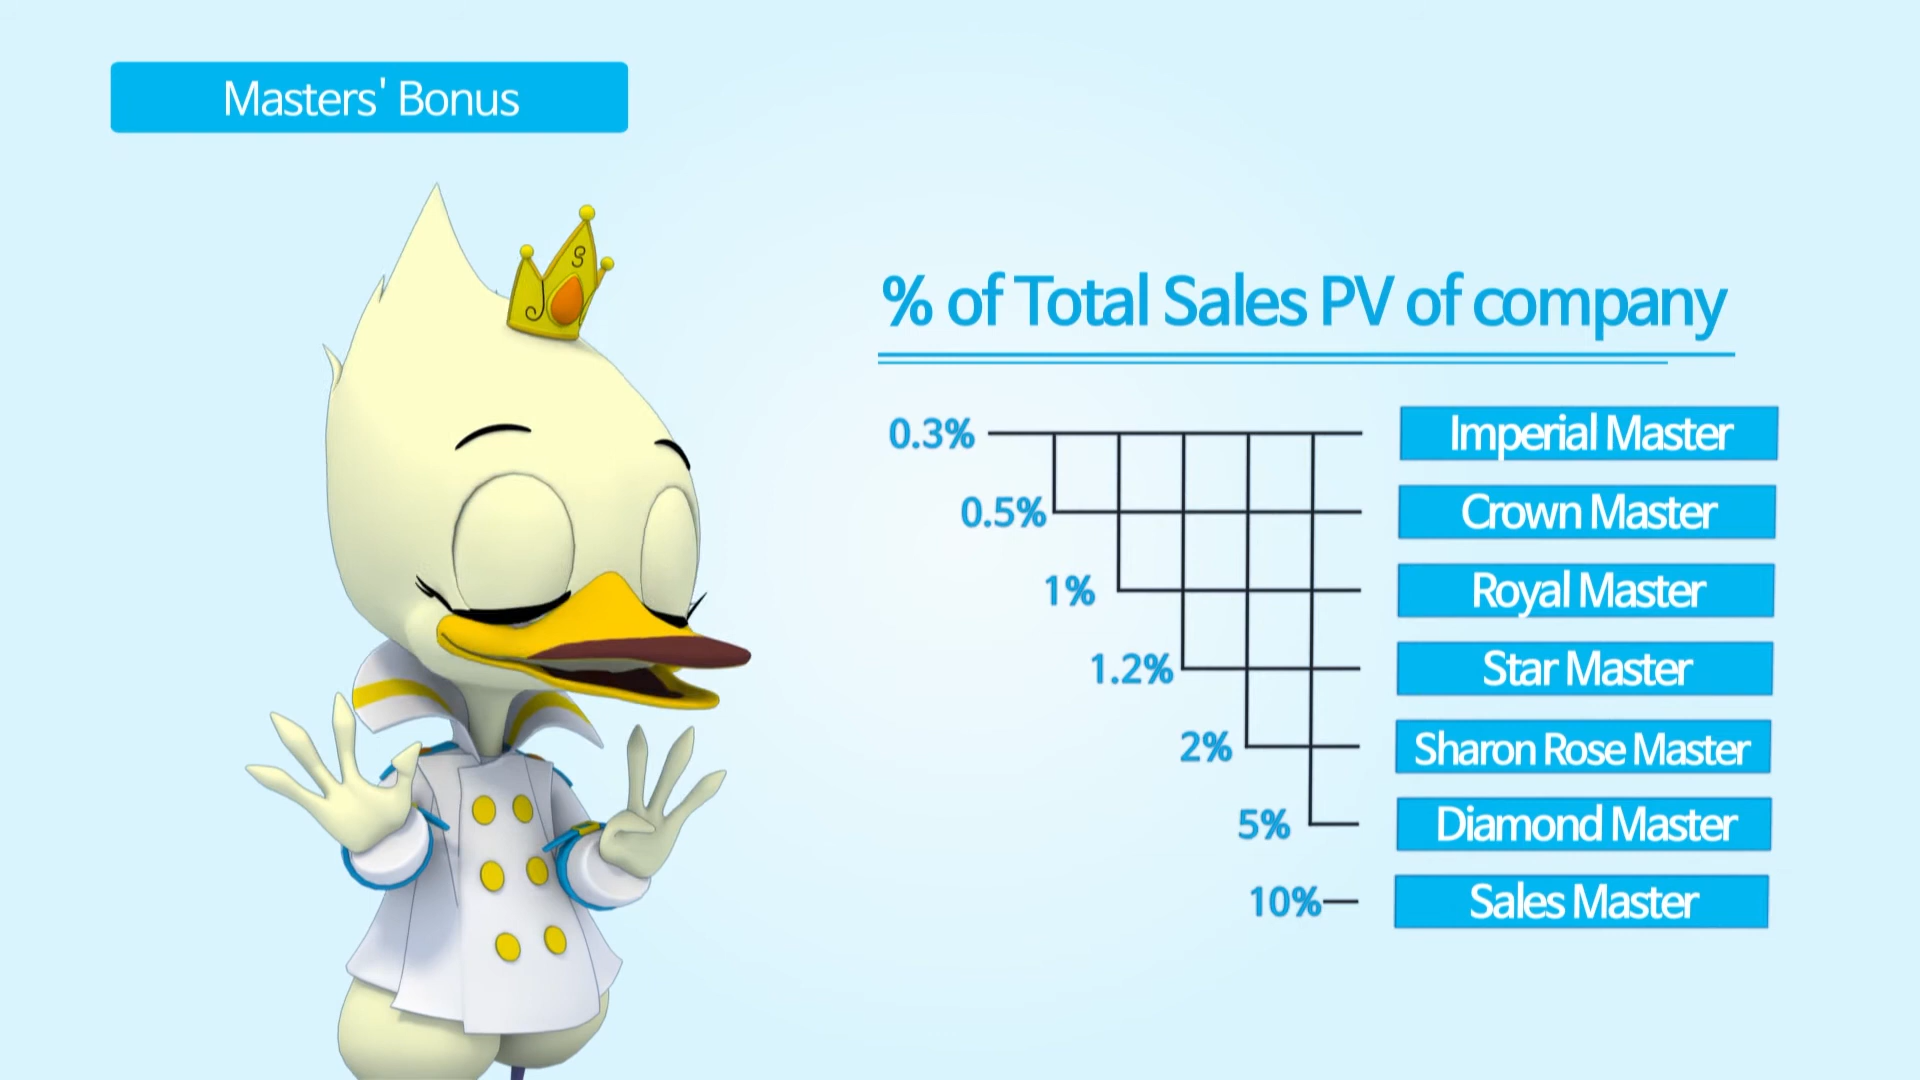 Masters' Bonus
% of Total Sales PV of company
0.3% Imperial Master
0.5% Crown Master
1% Royal Master
1.2% Star Master
2% Sharon Rose Master
5% Diamond Master
10% Sales Master